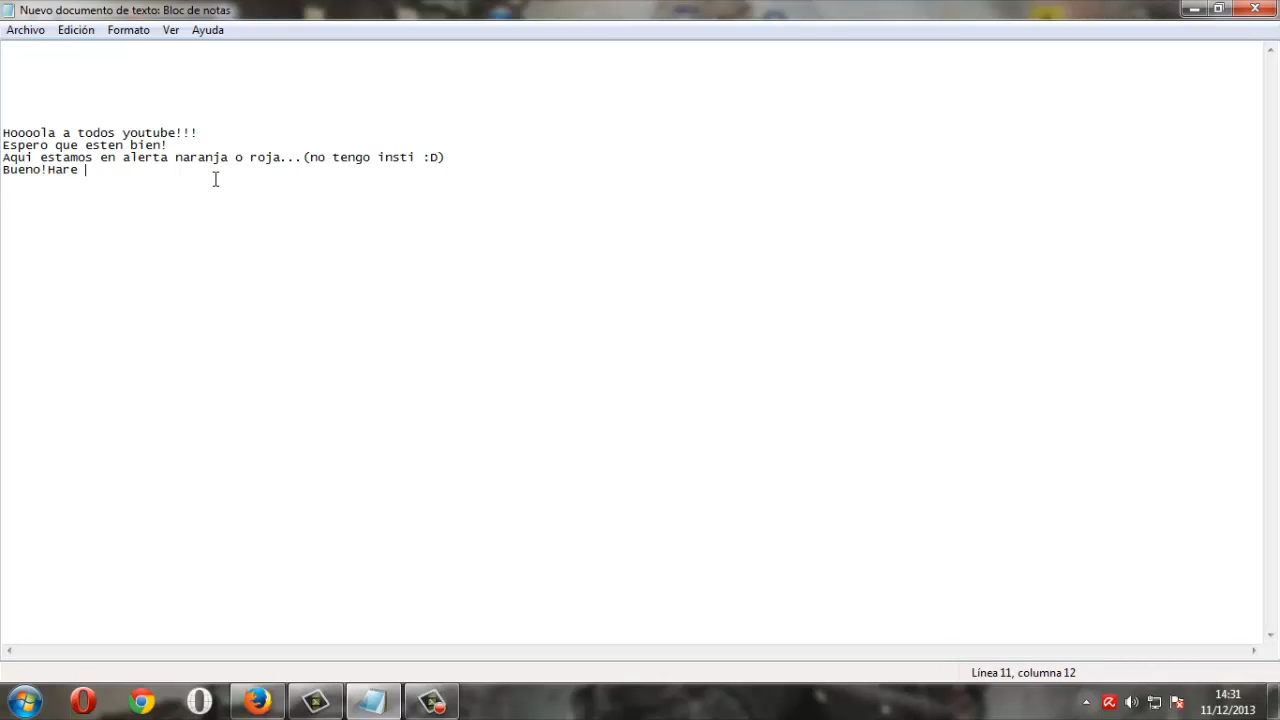 Nuevo documento de texto: Bloc de notas
Archivo Edición Formato Ver Ayuda
Hoooola a todos youtube!!!
Espero que esten bien!
Aqui estamos en alerta naranja o roja...(no tengo insti :D)
Bueno!Hare
Línea 11, columna 12
14:31
11/12/2013